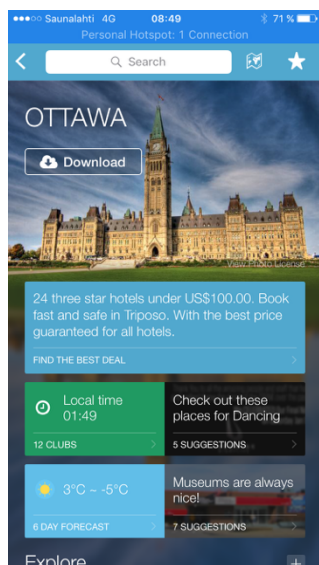 Saunalahti 4G 08:49 71 %
Personal Hotspot: 1 Connection
Search
OTTAWA
Download
View Photo License
24 three star hotels under US$100.00. Book
fast and safe in Triposo. With the best price
guaranteed for all hotels.
FIND THE BEST DEAL
Local time
01:49
12 CLUBS
Check out these
places for Dancing
5 SUGGESTIONS
3°C ~ -5°C
6 DAY FORECAST
Museums are always
nice!
7 SUGGESTIONS
Explore